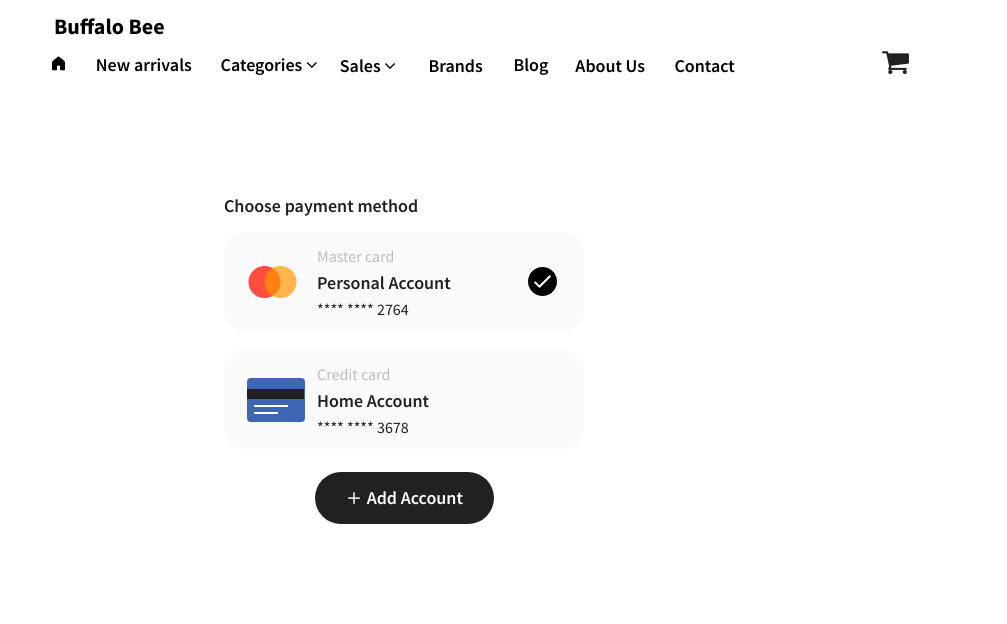 Buffalo Bee
New arrivals Categories Sales Brands Blog About Us Contact
Choose payment method
Master card
Personal Account
**** **** 2764
Credit card
Home Account
**** **** 3678
+ Add Account